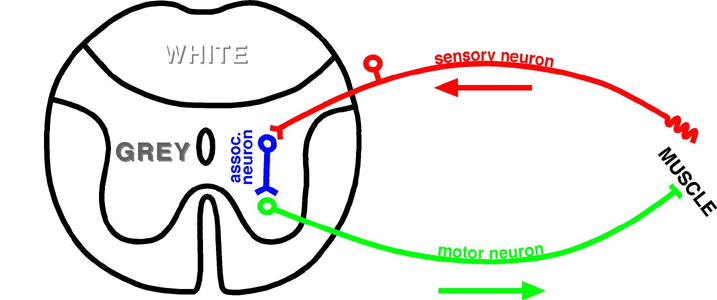 WHITE
sensory neuron
GREY
assoc.
neuron
MUSCLE
motor neuron